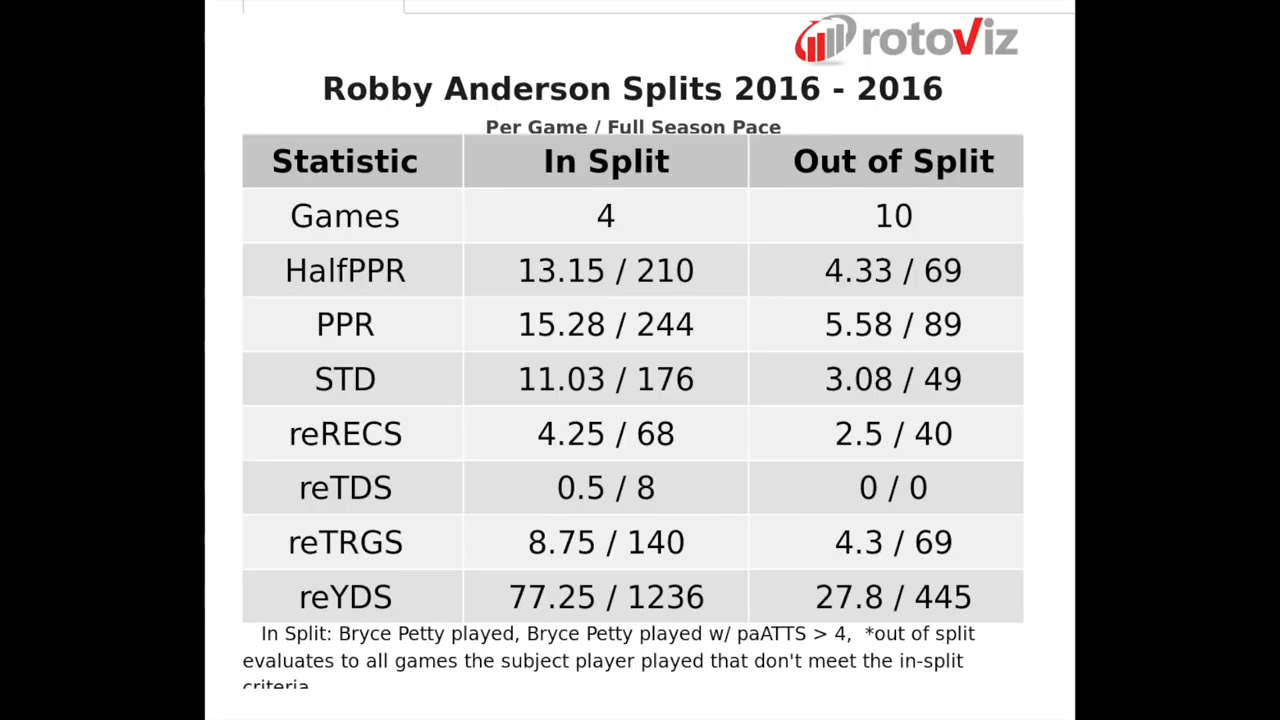 rotoViz
Robby Anderson Splits 2016 - 2016
Per Game / Full Season Pace
Statistic In Split Out of Split
Games 4 10
HalfPPR 13.15 / 210 4.33 / 69
PPR 15.28 / 244 5.58 / 89
STD 11.03 / 176 3.08 / 49
reRECS 4.25 / 68 2.5 / 40
reTDS 0.5 / 8 0 / 0
reTRGS 8.75 / 140 4.3 / 69
reYDS 77.25 / 1236 27.8 / 445
In Split: Bryce Petty played, Bryce Petty played w/ paATTS > 4, *out of split
evaluates to all games the subject player played that don't meet the in-split
criteria